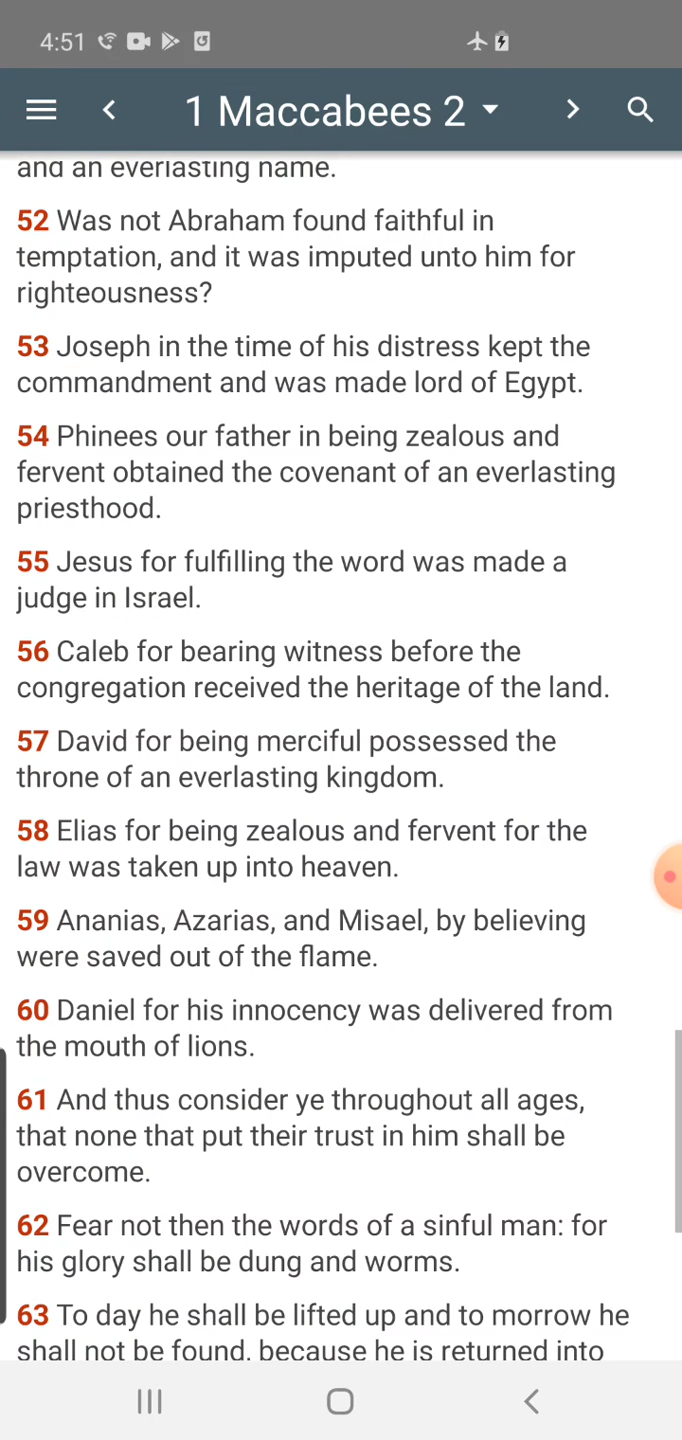 4:51
1 Maccabees 2
and an everlasting name.
52 Was not Abraham found faithful in
temptation, and it was imputed unto him for
righteousness?
53 Joseph in the time of his distress kept the
commandment and was made lord of Egypt.
54 Phinees our father in being zealous and
fervent obtained the covenant of an everlasting
priesthood.
55 Jesus for fulfilling the word was made a
judge in Israel.
56 Caleb for bearing witness before the
congregation received the heritage of the land.
57 David for being merciful possessed the
throne of an everlasting kingdom.
58 Elias for being zealous and fervent for the
law was taken up into heaven.
59 Ananias, Azarias, and Misael, by believing
were saved out of the flame.
60 Daniel for his innocency was delivered from
the mouth of lions.
61 And thus consider ye throughout all ages,
that none that put their trust in him shall be
overcome.
62 Fear not then the words of a sinful man: for
his glory shall be dung and worms.
63 To day he shall be lifted up and to morrow he
shall not be found, because he is returned into